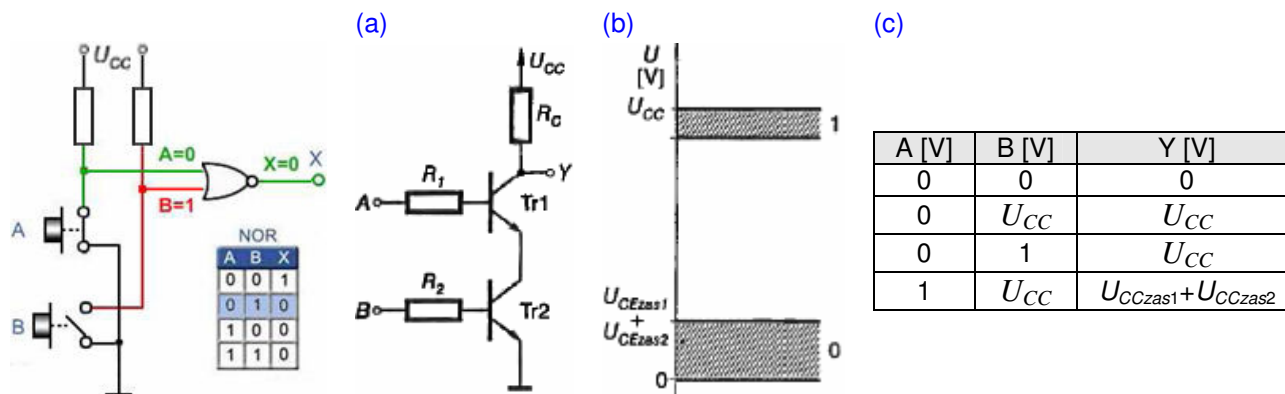 (a)
(b)
(c)
U_CC
A=0
X=0
X
B=1
A
B
NOR
A B X
0 0 1
0 1 0
1 0 0
1 1 0
U_CC
R_C
Y
A
R_1
Tr1
B
R_2
Tr2
U
[V]
U_CC
1
U_CEzas1
+
U_CEzas2
0
0
A [V] B [V] Y [V]
0 0 0
0 U_CC U_CC
0 1 U_CC
1 U_CC U_CCzas1+U_CCzas2